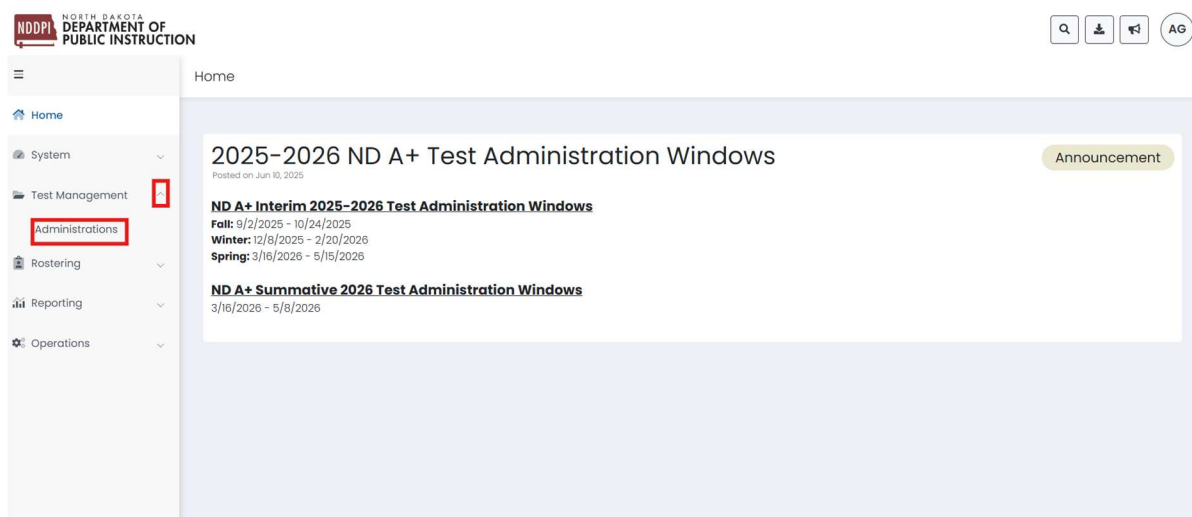 NDDPI
NORTH DAKOTA
DEPARTMENT OF
PUBLIC INSTRUCTION
AG
Home
Home
System
Test Management
Administrations
Rostering
Reporting
Operations
2025-2026 ND A+ Test Administration Windows
Announcement
Posted on Jun 10, 2025
ND A+ Interim 2025-2026 Test Administration Windows
Fall: 9/2/2025 - 10/24/2025
Winter: 12/8/2025 - 2/20/2026
Spring: 3/16/2026 - 5/15/2026
ND A+ Summative 2026 Test Administration Windows
3/16/2026 - 5/8/2026